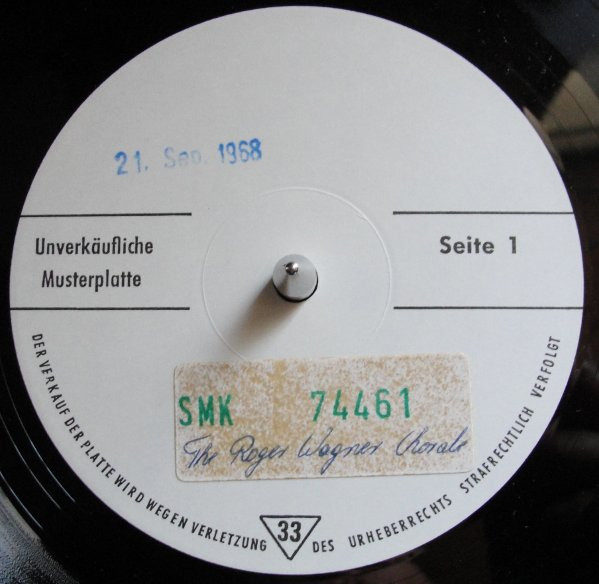 21. Sep. 1968
Unverkäufliche
Musterplatte
Seite 1
SMK 74461
The Roger Wagner Chorale
DER VERKAUF DER PLATTE WIRD WEGEN VERLETZUNG DES URHEBERRECHTS STRAFRECHTLICH VERFOLGT
33